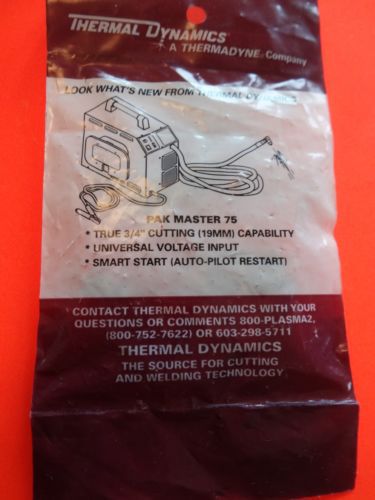 THERMAL DYNAMICS
A THERMADYNE® Company
LOOK WHAT'S NEW FROM THERMAL DYNAMICS
PAK MASTER 75
• TRUE 3/4" CUTTING (19MM) CAPABILITY
• UNIVERSAL VOLTAGE INPUT
• SMART START (AUTO-PILOT RESTART)
CONTACT THERMAL DYNAMICS WITH YOUR
QUESTIONS OR COMMENTS 800-PLASMA2,
(800-752-7622) OR 603-298-5711
THERMAL DYNAMICS
THE SOURCE FOR CUTTING
AND WELDING TECHNOLOGY